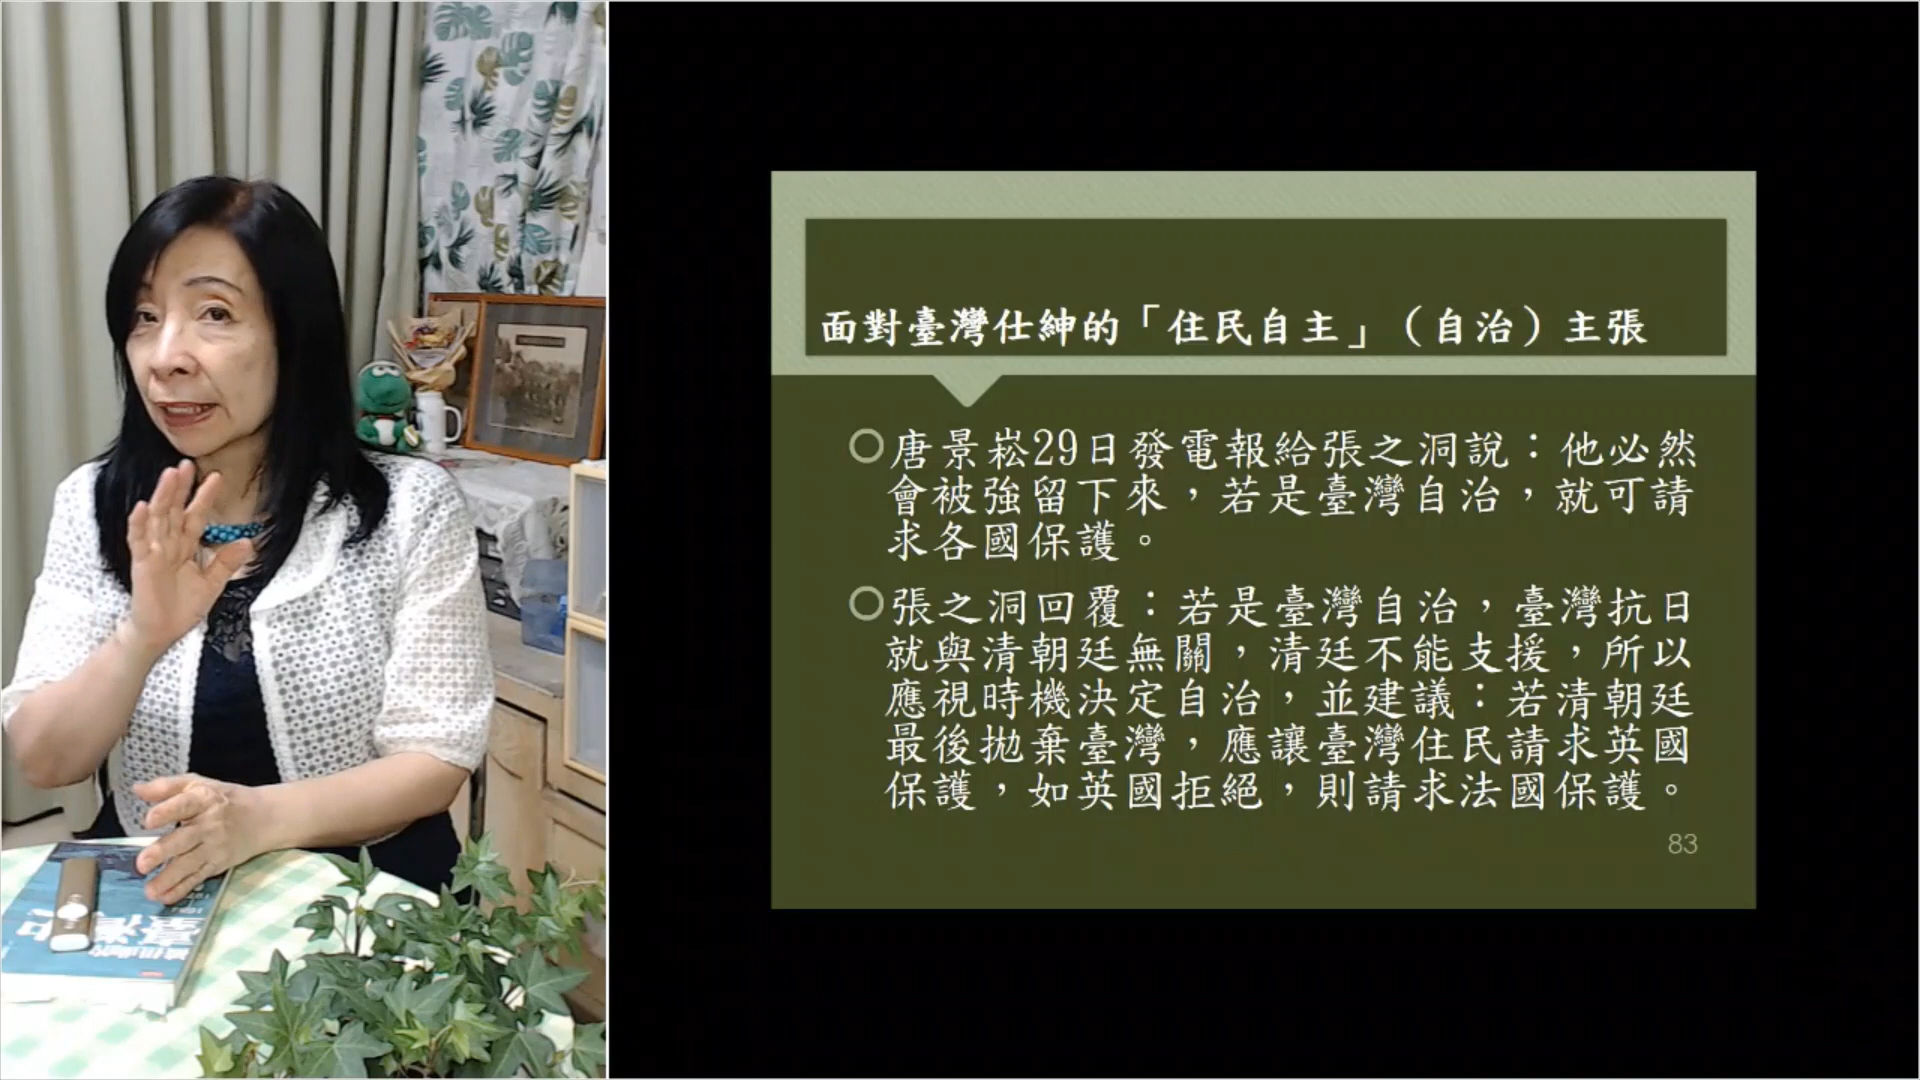 面對臺灣仕紳的「住民自主」（自治）主張
唐景崧29日發電報給張之洞說：他必然
會被強留下來，若是臺灣自治，就可請
求各國保護。
張之洞回覆：若是臺灣自治，臺灣抗日
就與清朝廷無關，清廷不能支援，所以
應視時機決定自治，並建議：若清朝廷
最後拋棄臺灣，應讓臺灣住民請求英國
保護，如英國拒絕，則請求法國保護。
83
臺灣史